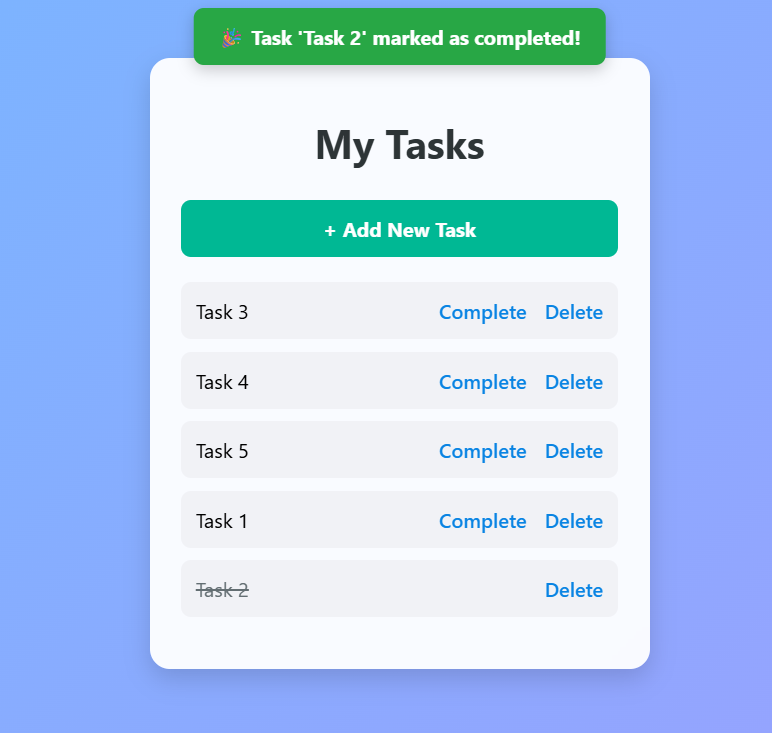 🎉 Task 'Task 2' marked as completed!
My Tasks
+ Add New Task
Task 3 Complete Delete
Task 4 Complete Delete
Task 5 Complete Delete
Task 1 Complete Delete
Task 2 Delete